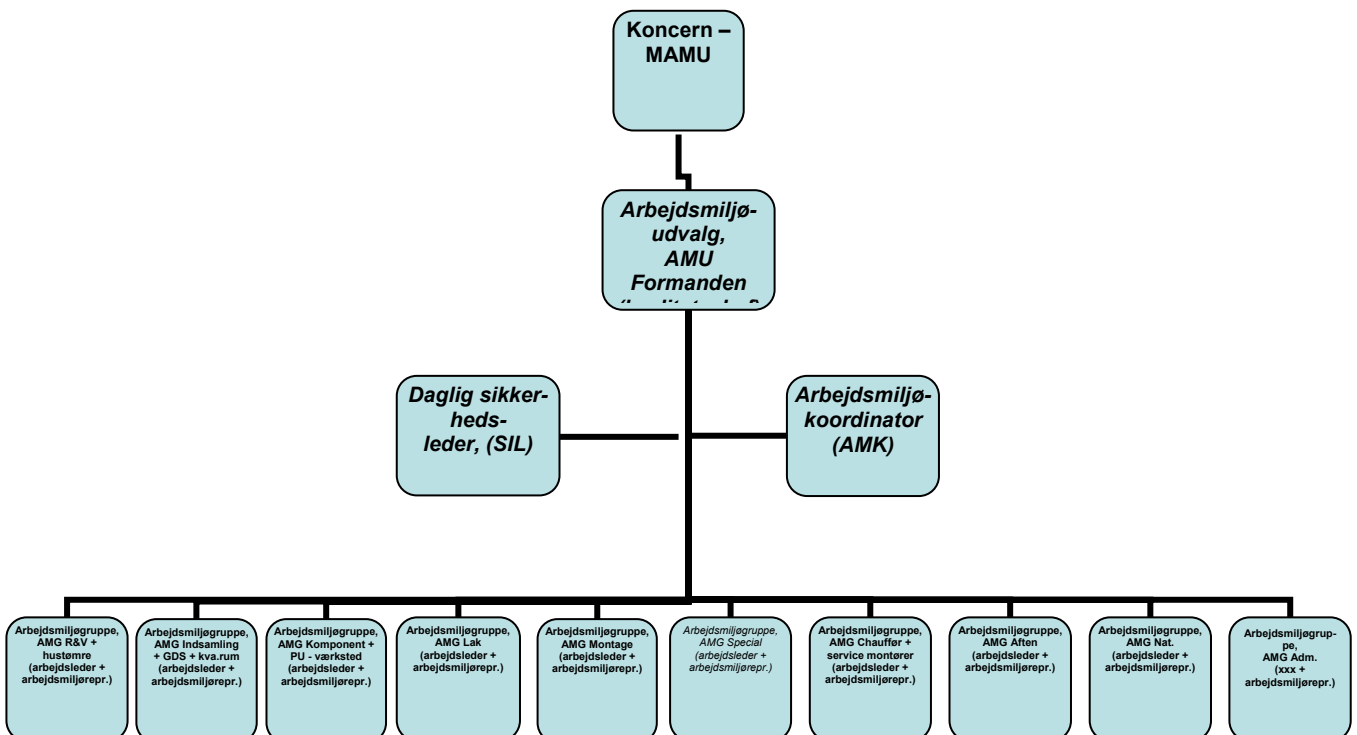 Koncern –
MAMU
Arbejdsmiljø-
udvalg,
AMU
Formanden
Daglig sikker-
heds-
leder, (SIL)
Arbejdsmiljø-
koordinator
(AMK)
Arbejdsmiljøgruppe,
AMG R&V +
hustømre
(arbejdsleder +
arbejdsmiljørepr.)
Arbejdsmiljøgruppe,
AMG Indsamling
+ GDS + kva.rum
(arbejdsleder +
arbejdsmiljørepr.)
Arbejdsmiljøgruppe,
AMG Komponent +
PU - værksted
(arbejdsleder +
arbejdsmiljørepr.)
Arbejdsmiljøgruppe,
AMG Lak
(arbejdsleder +
arbejdsmiljørepr.)
Arbejdsmiljøgruppe,
AMG Montage
(arbejdsleder +
arbejdsmiljørepr.)
Arbejdsmiljøgruppe,
AMG Special
(arbejdsleder +
arbejdsmiljørepr.)
Arbejdsmiljøgruppe,
AMG Chauffør +
service montører
(arbejdsleder +
arbejdsmiljørepr.)
Arbejdsmiljøgruppe,
AMG Aften
(arbejdsleder +
arbejdsmiljørepr.)
Arbejdsmiljøgruppe,
AMG Nat.
(arbejdsleder +
arbejdsmiljørepr.)
Arbejdsmiljøgrup-
pe,
AMG Adm.
(xxx +
arbejdsmiljørepr.)